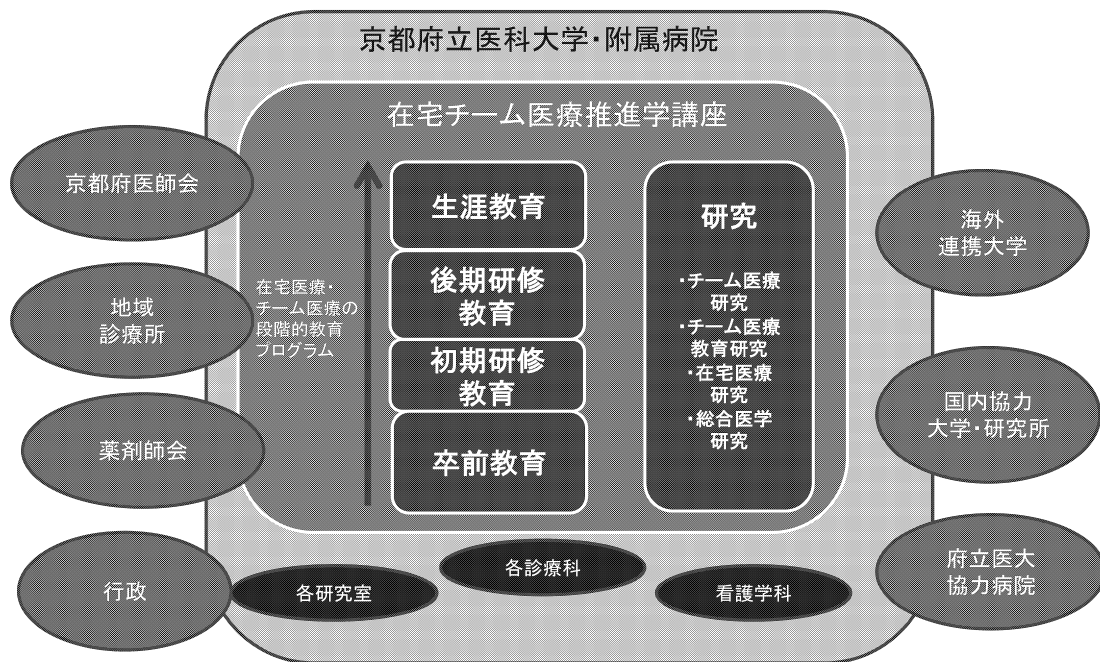 京都府立医科大学・附属病院
在宅チーム医療推進学講座
京都府医師会
地域
診療所
薬剤師会
行政
在宅医療・
チーム医療の
段階的教育
プログラム
生涯教育
後期研修
教育
初期研修
教育
卒前教育
研究
・チーム医療
研究
・チーム医療
教育研究
・在宅医療
研究
・総合医学
研究
海外
連携大学
国内協力
大学・研究所
府立医大
協力病院
各研究室
各診療科
看護学科